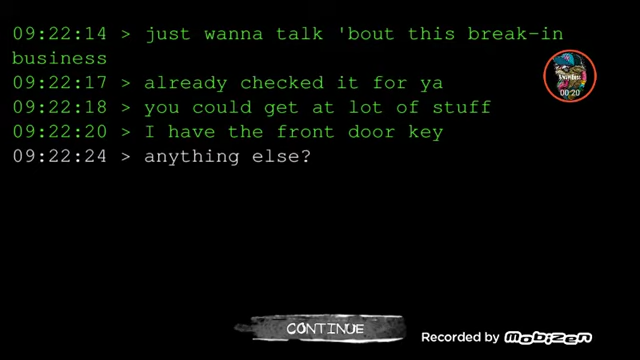 09:22:14 > just wanna talk 'bout this break-in
business
09:22:17 > already checked it for ya
09:22:18 > you could get at lot of stuff
09:22:20 > I have the front door key
09:22:24 > anything else?
00:20
CONTINUE
Recorded by mobizen